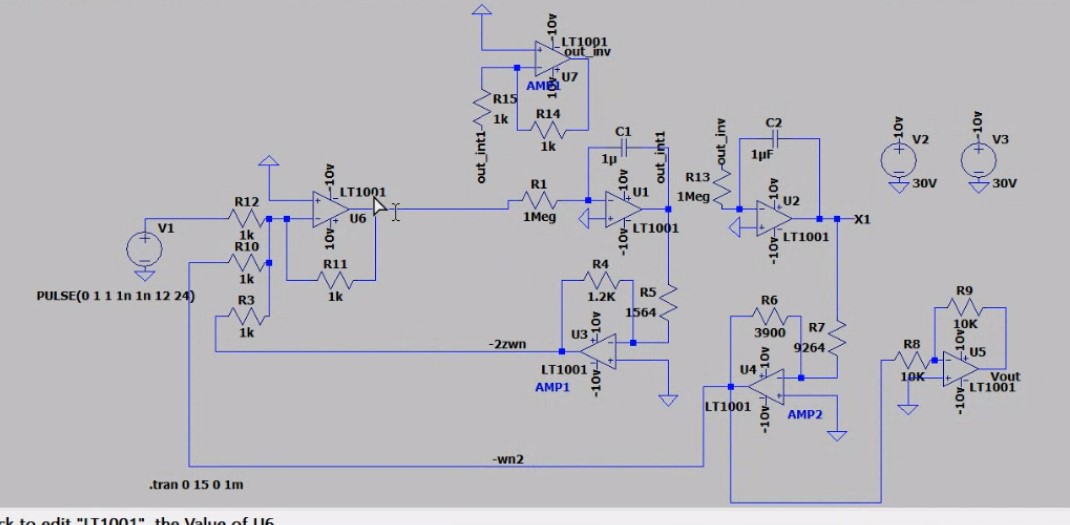 -10v
LT1001
out_inv
U7
AMP1
10v
R15
1k
R14
1k
out_int1
C1
1µ
out_int1
out_inv
C2
1µF
-10v
V2
30V
-10v
V3
30V
-10v
LT1001
U6
10v
R12
1k
V1
R10
1k
R11
1k
R3
1k
PULSE(0 1 1 1n 1n 12 24)
R1
1Meg
10v
U1
LT1001
-10v
R13
1Meg
10v
U2
LT1001
-10v
X1
R4
1.2K
R5
1564
U3
-10v
LT1001
-10v
AMP1
-2zwn
R6
3900
R7
9264
U4
10v
LT1001
-10v
AMP2
R9
10K
R8
10K
10v
U5
Vout
LT1001
-10v
-wn2
.tran 0 15 0 1m
ck to edit "LT1001", the Value of U6